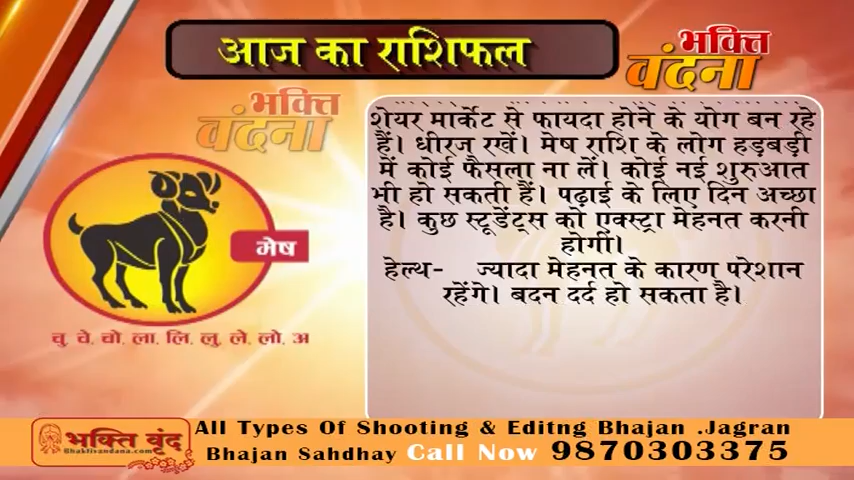 आज का राशिफल
भक्ति
वंदना
भक्ति
वंदना
शेयर मार्केट से फायदा होने के योग बन रहे
हैं। धीरज रखें। मेष राशि के लोग हड़बड़ी
में कोई फैसला ना लें। कोई नई शुरुआत
भी हो सकती हैं। पढ़ाई के लिए दिन अच्छा
है। कुछ स्टूडेंट्स को एक्स्ट्रा मेहनत करनी
होगी।
हेल्थ- ज्यादा मेहनत के कारण परेशान
रहेंगे। बदन दर्द हो सकता है।
मेष
चु चे, चो, ला, लि, लु, ले, लो, अ
भक्ति वृंद
Bhaktivandana.com
All Types Of Shooting & Editng Bhajan .Jagran
Bhajan Sahdhay Call Now 9870303375